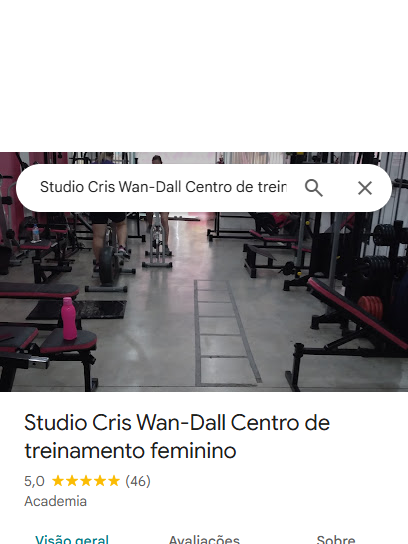 Studio Cris Wan-Dall Centro de trein
Studio Cris Wan-Dall Centro de
treinamento feminino
5,0 ★★★★★ (46)
Academia
Visão geral Avaliações Sobre